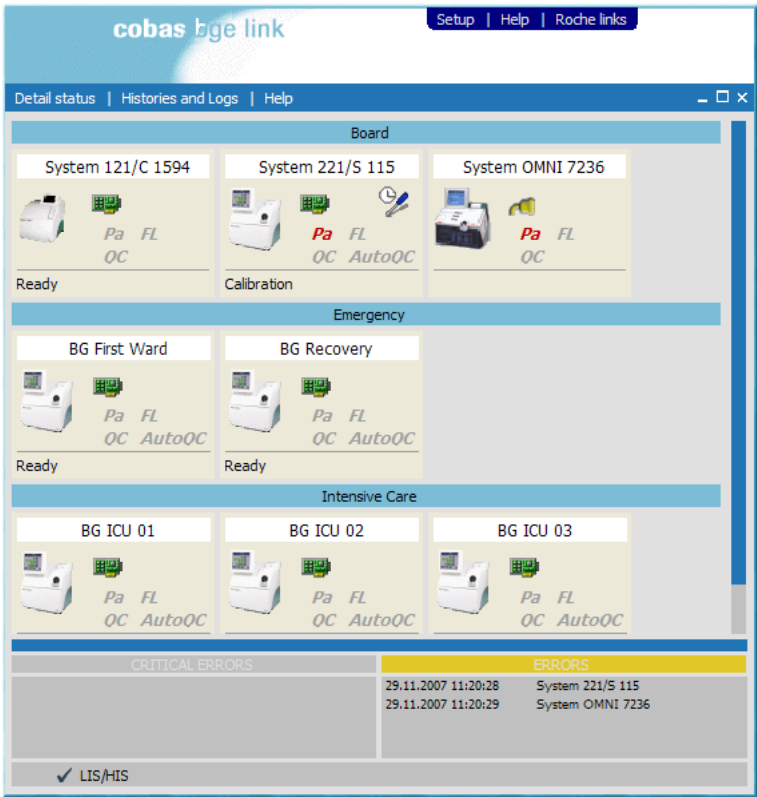 cobas bge link
Setup | Help | Roche links
Detail status | Histories and Logs | Help
Board
System 121/C 1594 System 221/S 115 System OMNI 7236
Pa FL Pa FL Pa FL
QC QC AutoQC QC
Ready Calibration
Emergency
BG First Ward BG Recovery
Pa FL Pa FL
QC AutoQC QC AutoQC
Ready Ready
Intensive Care
BG ICU 01 BG ICU 02 BG ICU 03
Pa FL Pa FL Pa FL
QC AutoQC QC AutoQC QC AutoQC
CRITICAL ERRORS ERRORS
29.11.2007 11:20:28 System 221/S 115
29.11.2007 11:20:29 System OMNI 7236
LIS/HIS